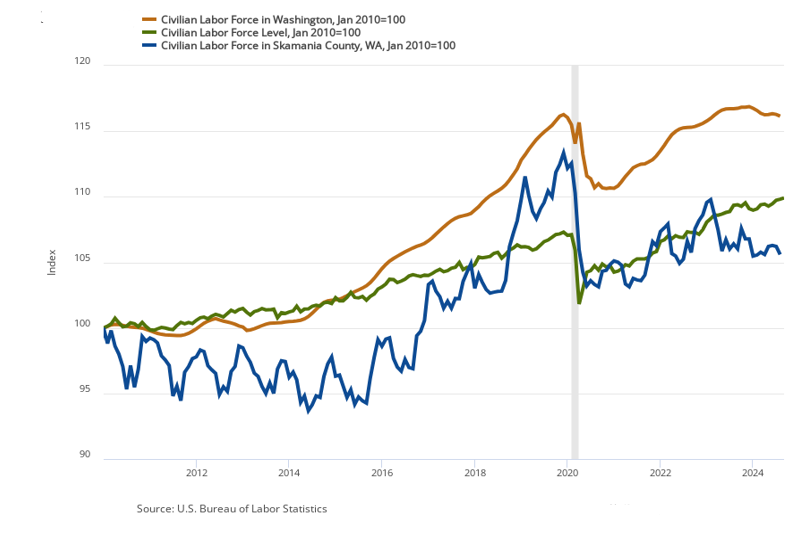 Civilian Labor Force in Washington, Jan 2010=100
Civilian Labor Force Level, Jan 2010=100
Civilian Labor Force in Skamania County, WA, Jan 2010=100
120
115
110
105
100
95
90
Index
2012
2014
2016
2018
2020
2022
2024
Source: U.S. Bureau of Labor Statistics